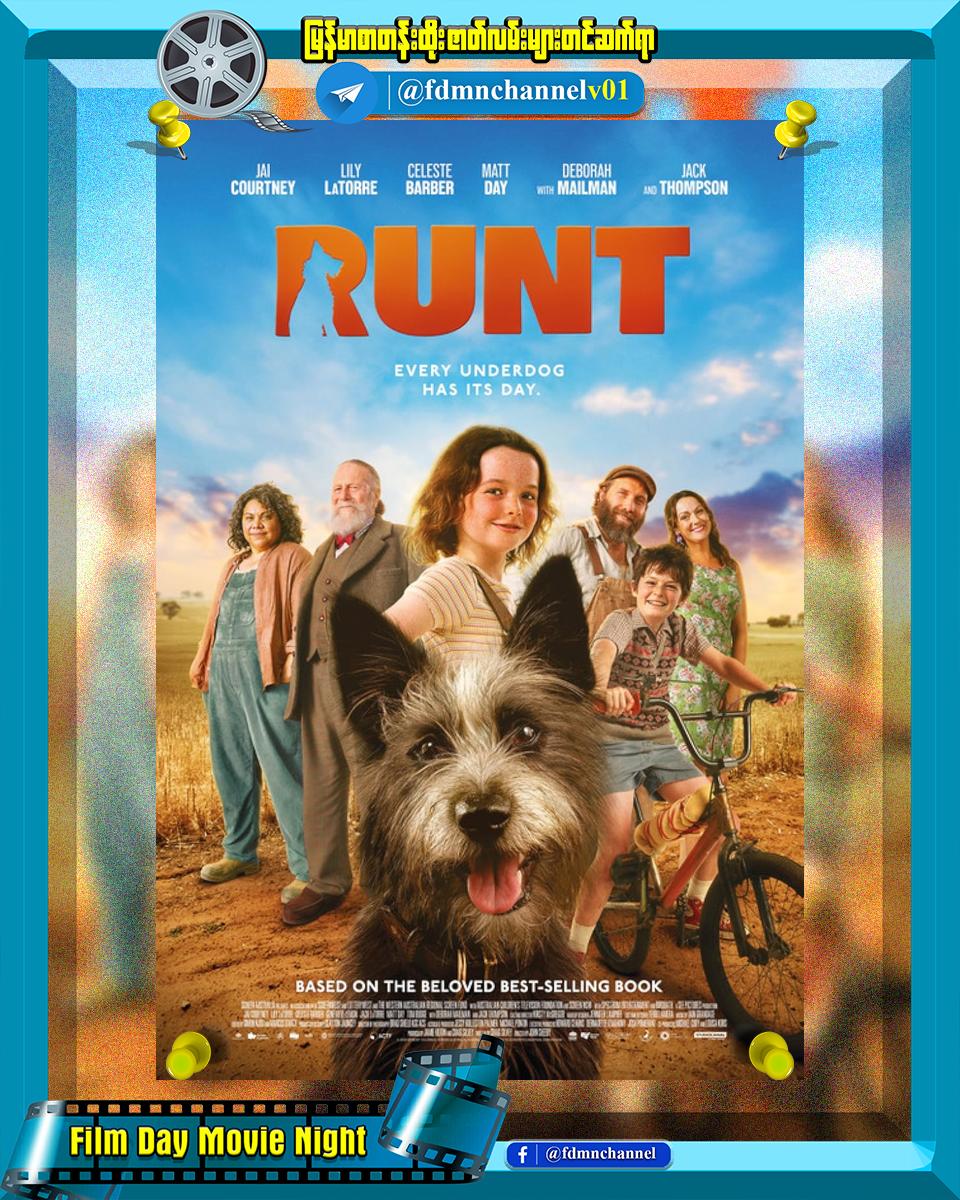 မြန်မာစာတန်းထိုးဇာတ်လမ်းများတင်ဆက်ရာ
@fdmnchannelv01
JAI COURTNEY LILY LaTORRE CELESTE BARBER MATT DAY WITH DEBORAH MAILMAN AND JACK THOMPSON
RUNT
EVERY UNDERDOG
HAS ITS DAY.
BASED ON THE BELOVED BEST-SELLING BOOK
Film Day Movie Night
f @fdmnchannel